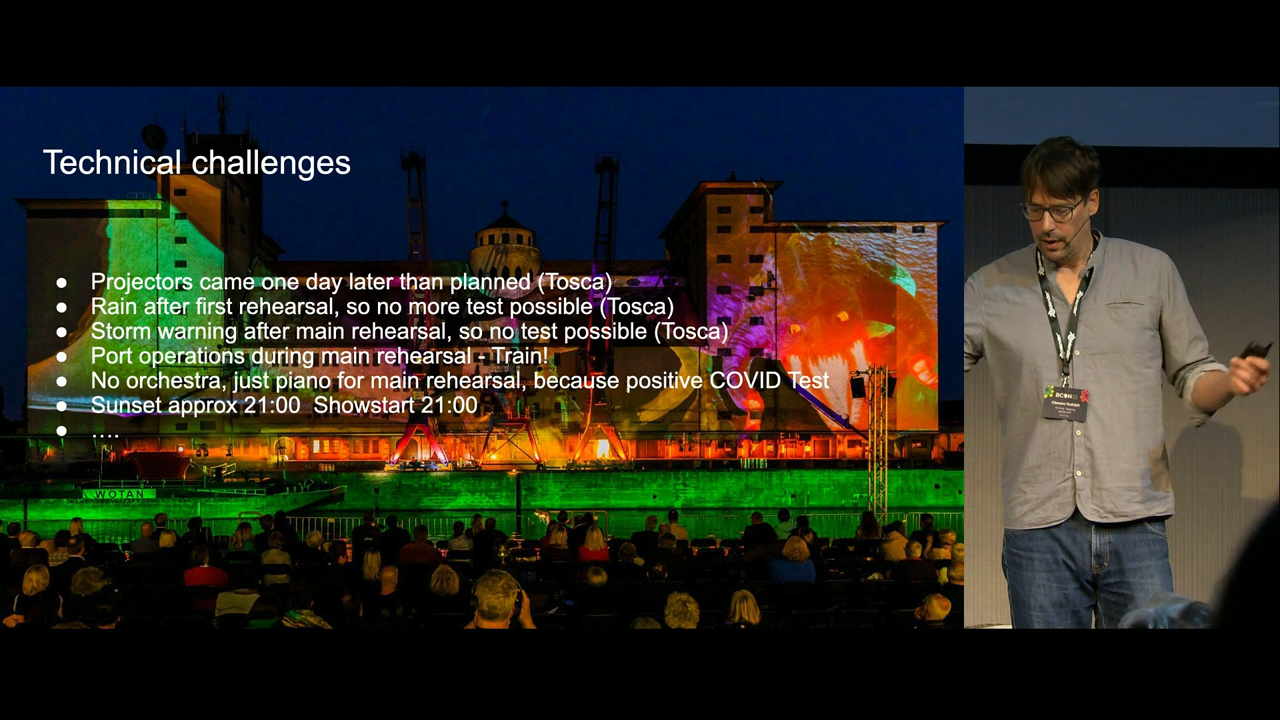 Technical challenges
● Projectors came one day later than planned (Tosca)
● Rain after first rehearsal, so no more test possible (Tosca)
● Storm warning after main rehearsal, so no test possible (Tosca)
● Port operations during main rehearsal - Train!
● No orchestra, just piano for main rehearsal, because positive COVID Test
● Sunset approx 21:00  Showstart 21:00
● ....
WOTAN
BCON